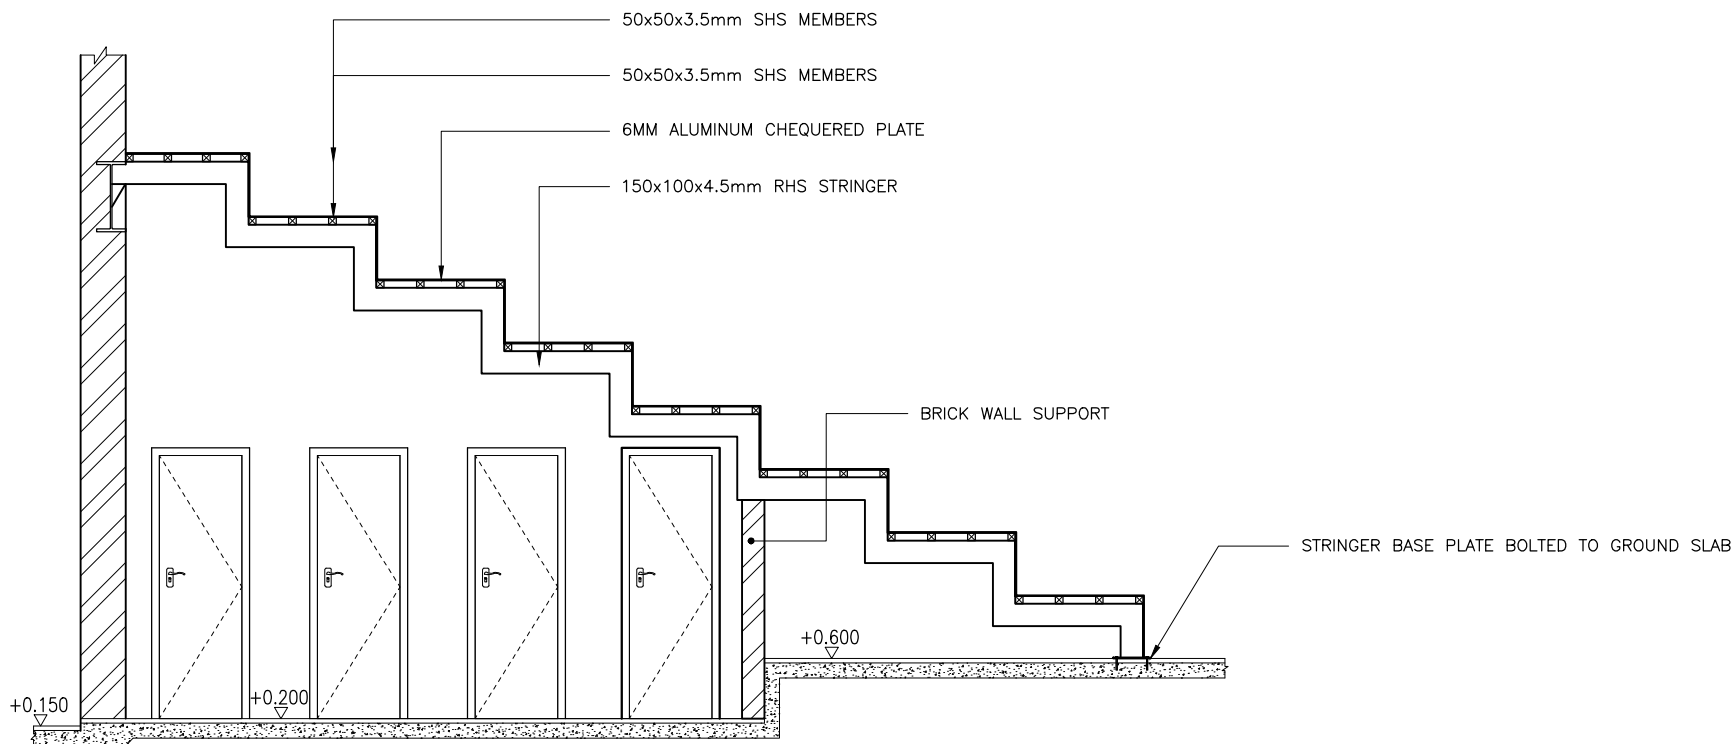 50x50x3.5mm SHS MEMBERS
50x50x3.5mm SHS MEMBERS
6MM ALUMINUM CHEQUERED PLATE
150x100x4.5mm RHS STRINGER
BRICK WALL SUPPORT
STRINGER BASE PLATE BOLTED TO GROUND SLAB
+0.600
+0.200
+0.150